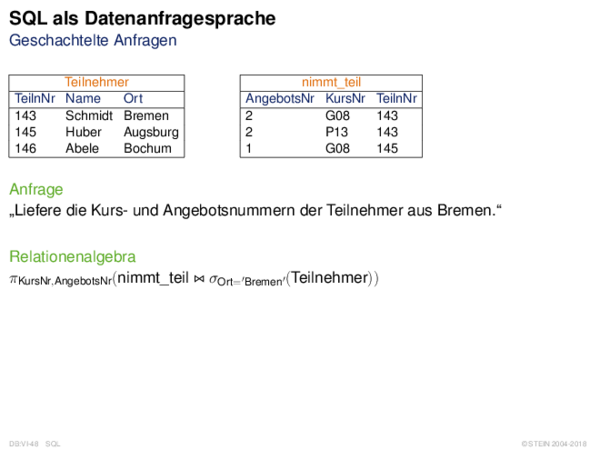 SQL als Datenanfragesprache
Geschachtelte Anfragen
Teilnehmer
TeilnNr Name Ort
143 Schmidt Bremen
145 Huber Augsburg
146 Abele Bochum
nimmt_teil
AngebotsNr KursNr TeilnNr
2 G08 143
2 P13 143
1 G08 145
Anfrage
„Liefere die Kurs- und Angebotsnummern der Teilnehmer aus Bremen.“
Relationenalgebra
πKursNr,AngebotsNr(nimmt_teil ⋈ σOrt='Bremen'(Teilnehmer))
DB:VI-48 SQL
©STEIN 2004-2018